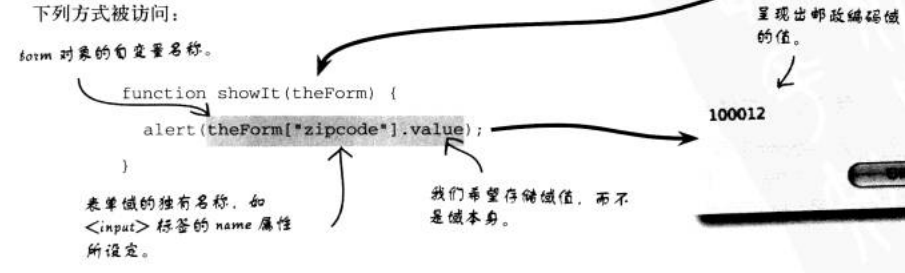 下列方式被访问：
form 对象的自变量名称。
function showIt(theForm) {
alert(theForm["zipcode"].value);
}
表单域的独有名称，如
<input> 标签的 name 属性
所设定。
我们希望存储域值，而不
是域本身。
呈现出邮政编码域
的值。
100012